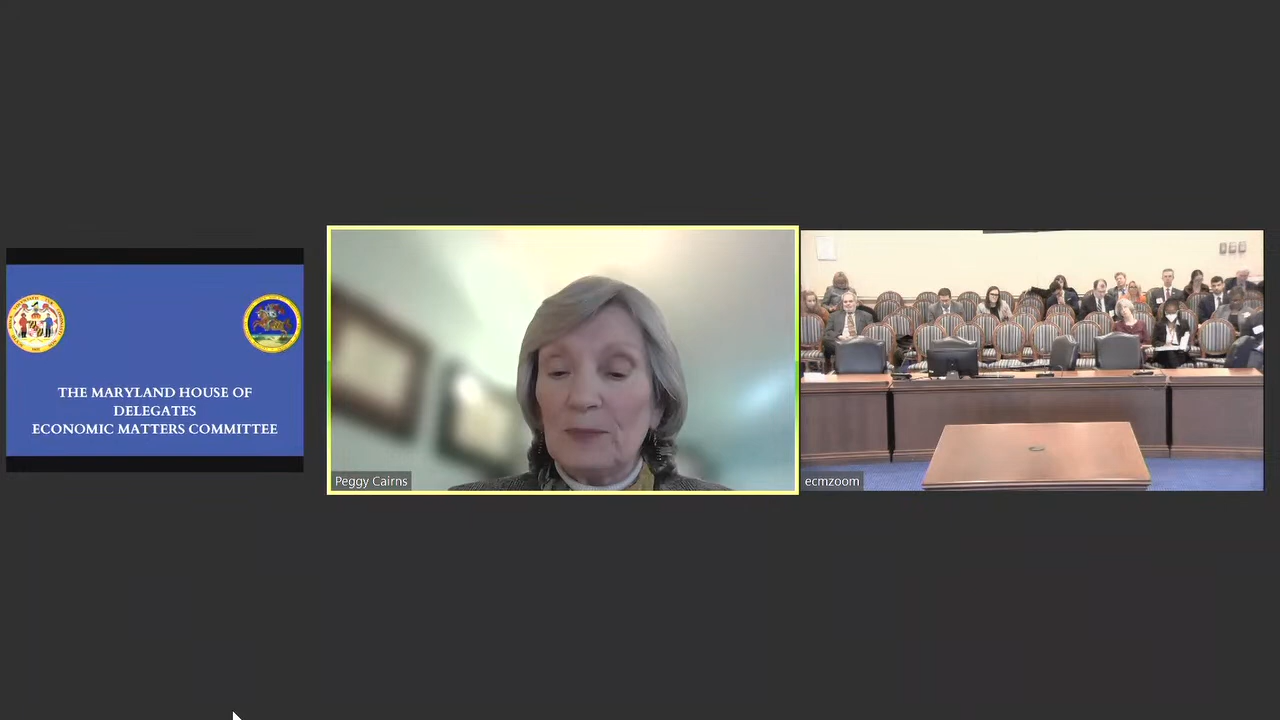 THE MARYLAND HOUSE OF
DELEGATES
ECONOMIC MATTERS COMMITTEE
Peggy Cairns
ecmzoom